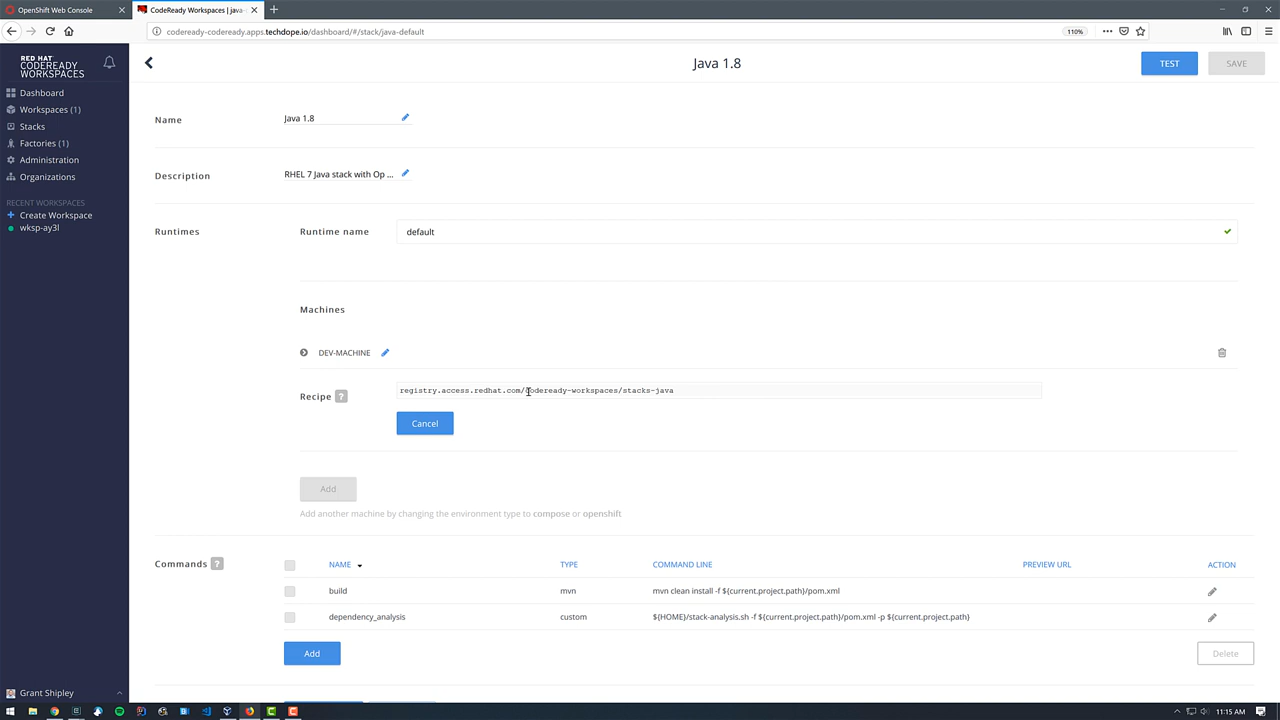 OpenShift Web Console
CodeReady Workspaces | java-
codeready-codeready.apps.techdope.io/dashboard/#/stack/java-default
110%
RED HAT
CODEREADY
WORKSPACES
Java 1.8
TEST
SAVE
Dashboard
Workspaces (1)
Stacks
Factories (1)
Administration
Organizations
RECENT WORKSPACES
Create Workspace
wksp-ay3l
Name
Java 1.8
Description
RHEL 7 Java stack with Op ...
Runtimes
Runtime name
default
Machines
DEV-MACHINE
Recipe ?
registry.access.redhat.com/codeready-workspaces/stacks-java
Cancel
Add
Add another machine by changing the environment type to compose or openshift
Commands ?
NAME TYPE COMMAND LINE PREVIEW URL ACTION
build mvn mvn clean install -f ${current.project.path}/pom.xml
dependency_analysis custom ${HOME}/stack-analysis.sh -f ${current.project.path}/pom.xml -p ${current.project.path}
Add
Delete
Grant Shipley
11:15 AM